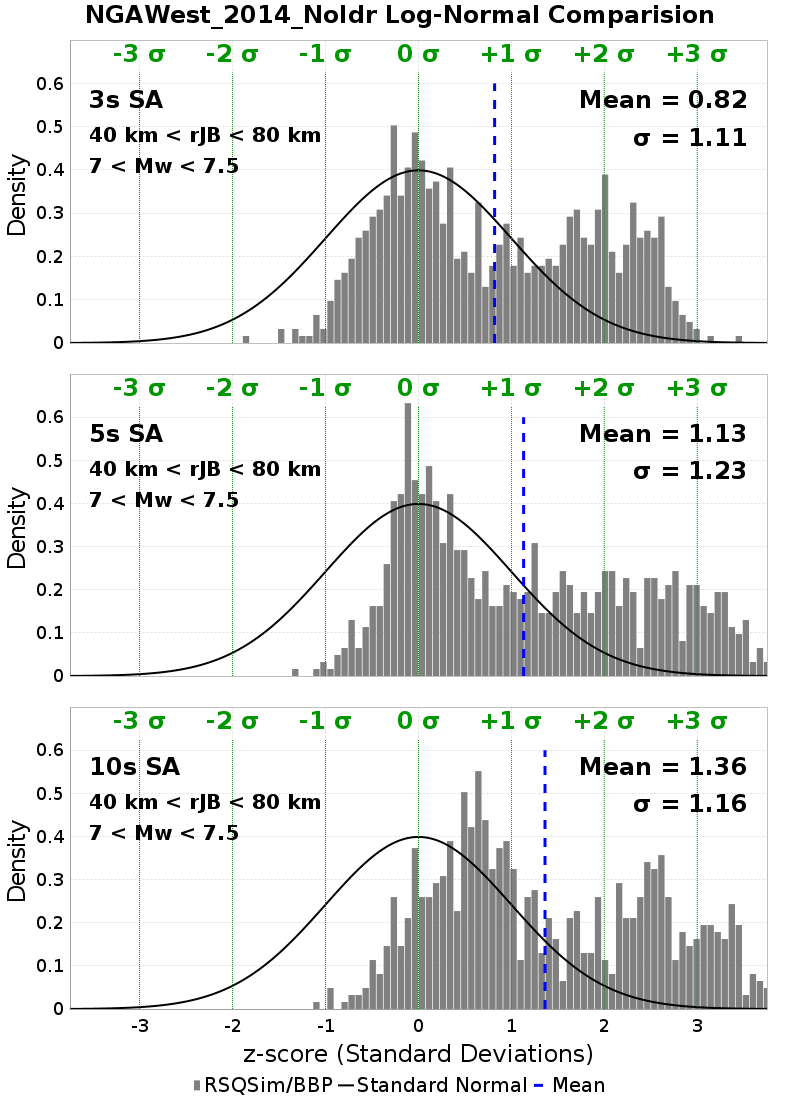 NGAWest_2014_NoIdr Log-Normal Comparision
-3 σ -2 σ -1 σ 0 σ +1 σ +2 σ +3 σ
0.6
3s SA Mean = 0.82
0.5
40 km < rJB < 80 km σ = 1.11
0.4
7 < Mw < 7.5
Density
0.3
0.2
0.1
0
-3 σ -2 σ -1 σ 0 σ +1 σ +2 σ +3 σ
0.6
5s SA Mean = 1.13
0.5
40 km < rJB < 80 km σ = 1.23
0.4
7 < Mw < 7.5
Density
0.3
0.2
0.1
0
-3 σ -2 σ -1 σ 0 σ +1 σ +2 σ +3 σ
0.6
10s SA Mean = 1.36
0.5
40 km < rJB < 80 km σ = 1.16
0.4
7 < Mw < 7.5
Density
0.3
0.2
0.1
0
-3 -2 -1 0 1 2 3
z-score (Standard Deviations)
RSQSim/BBP Standard Normal Mean